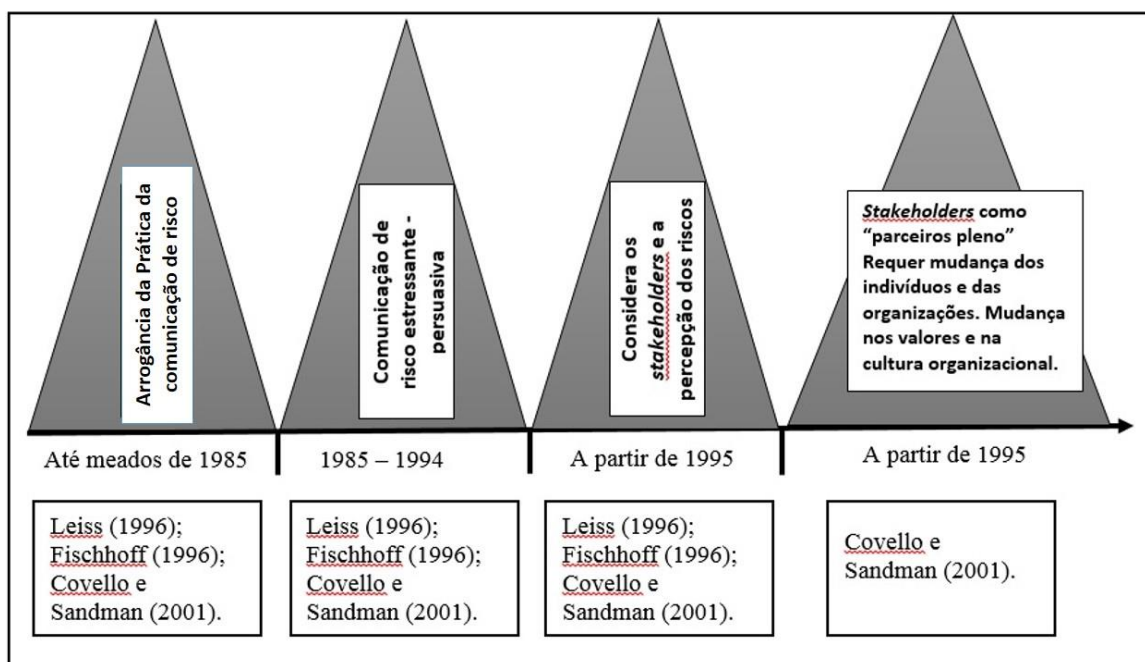 Arrogância da Prática da
comunicação de risco
Comunicação de
risco estressante -
persuasiva
Considera os
stakeholders e a
percepção dos riscos
Stakeholders como
“parceiros pleno”
Requer mudança dos
indivíduos e das
organizações. Mudança
nos valores e na
cultura organizacional.
Até meados de 1985
1985 – 1994
A partir de 1995
A partir de 1995
Leiss (1996);
Fischhoff (1996);
Covello e
Sandman (2001).
Leiss (1996);
Fischhoff (1996);
Covello e
Sandman (2001).
Leiss (1996);
Fischhoff (1996);
Covello e
Sandman (2001).
Covello e
Sandman (2001).